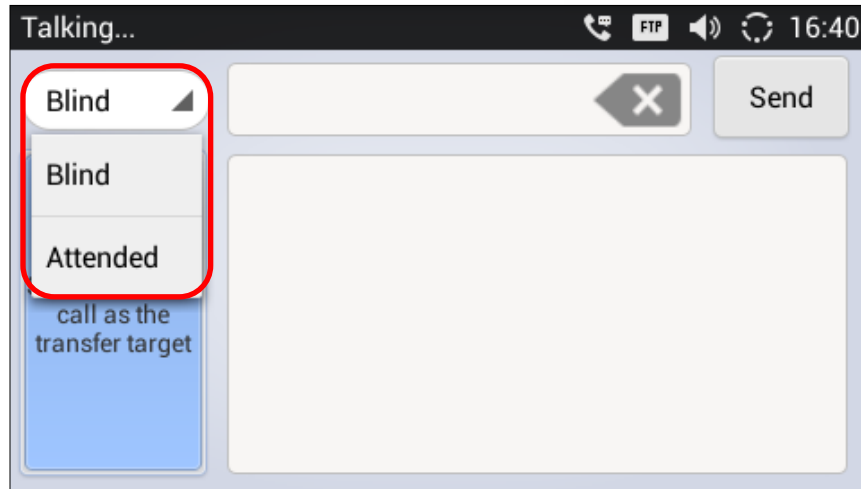 Talking...
FTP
16:40
Blind
Send
Blind
Attended
call as the
transfer target